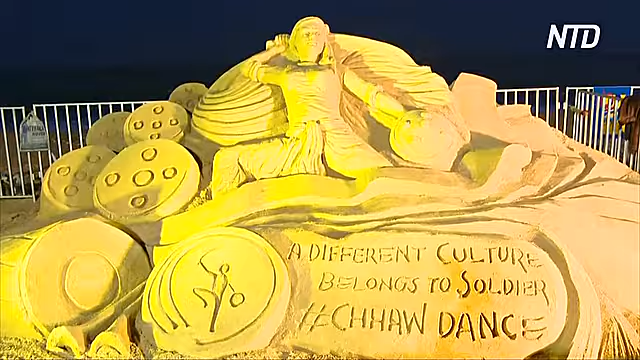 NTD
A DIFFERENT CULTURE
BELONGS TO SOLDIER
#CHHAW DANCE